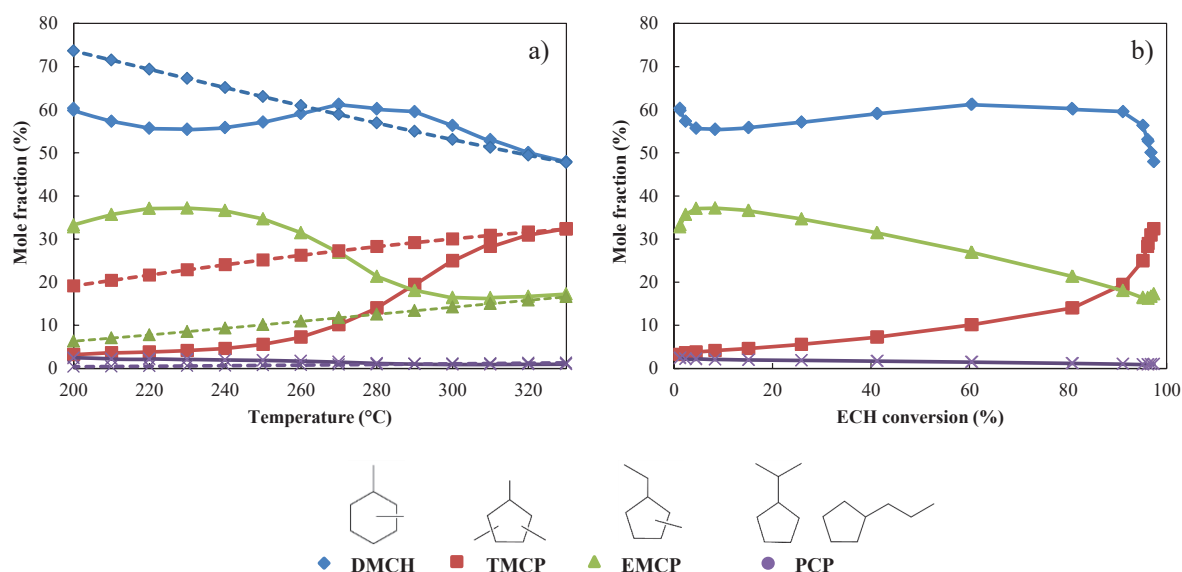 a)
80
70
60
50
40
30
20
10
0
Mole fraction (%)
200 220 240 260 280 300 320
Temperature (°C)
b)
80
70
60
50
40
30
20
10
0
Mole fraction (%)
0 20 40 60 80 100
ECH conversion (%)
DMCH TMCP EMCP PCP